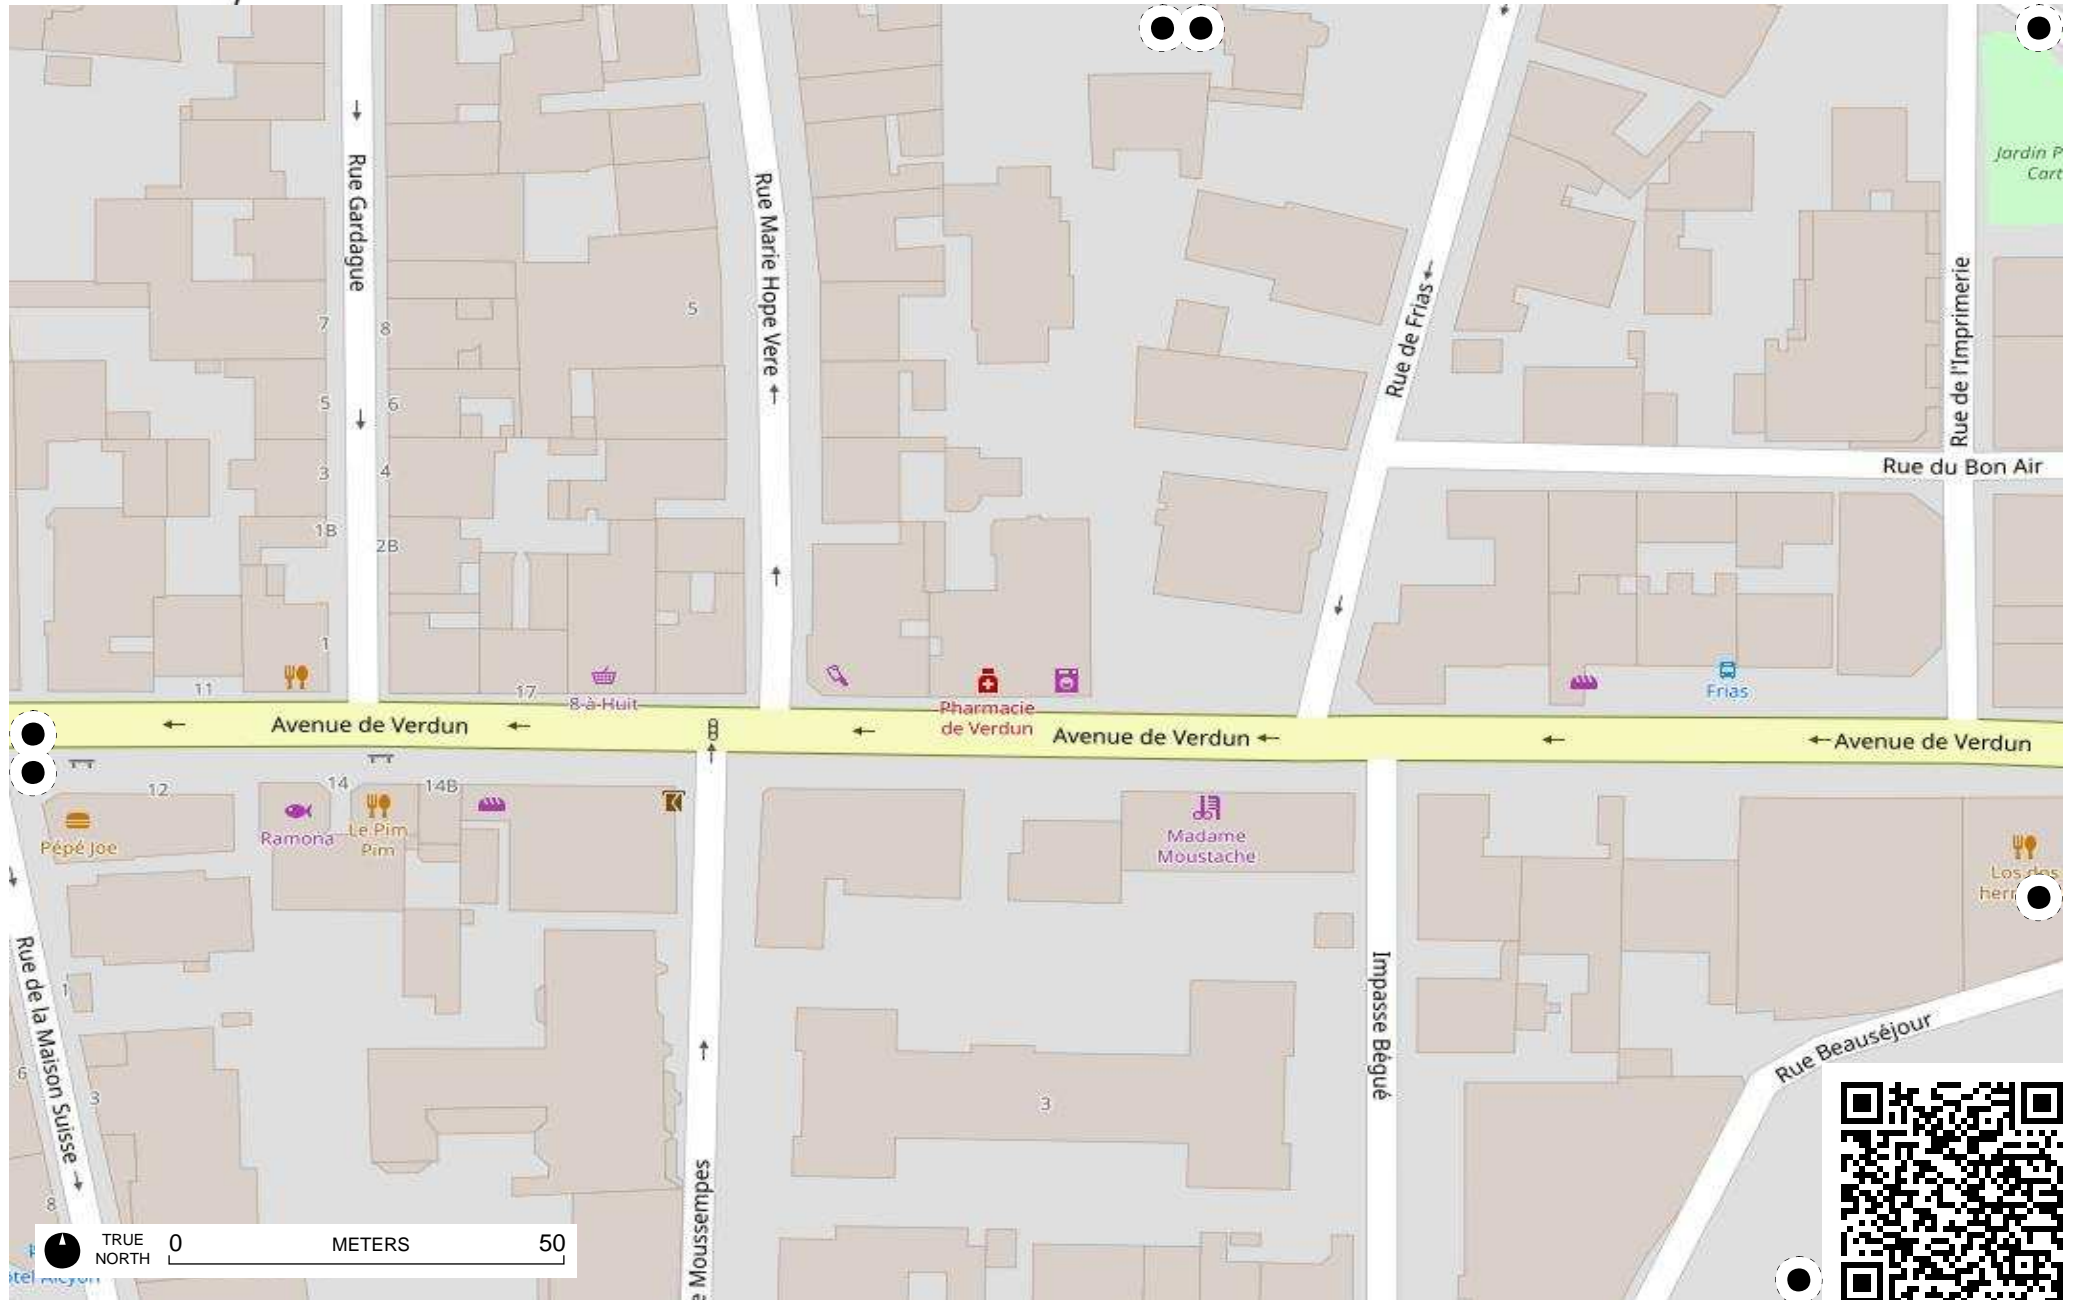 Rue Gardague
Rue Marie Hope Vere
Rue de Frias
Rue de l'Imprimerie
Jardin P
Cart
5
7
8
5
6
3
4
1B
2B
1
Rue du Bon Air
11
17
8-à-Huit
Pharmacie
de Verdun
Frias
Avenue de Verdun
Avenue de Verdun
Avenue de Verdun
12
14
14B
Pépé Joe
Ramona
Le Pim
Pim
Madame
Moustache
Los dos
Rue de la Maison Suisse
1
6
3
8
3
Impasse Bégué
Rue Beauséjour
e Moussempes
TRUE
NORTH
0 METERS 50